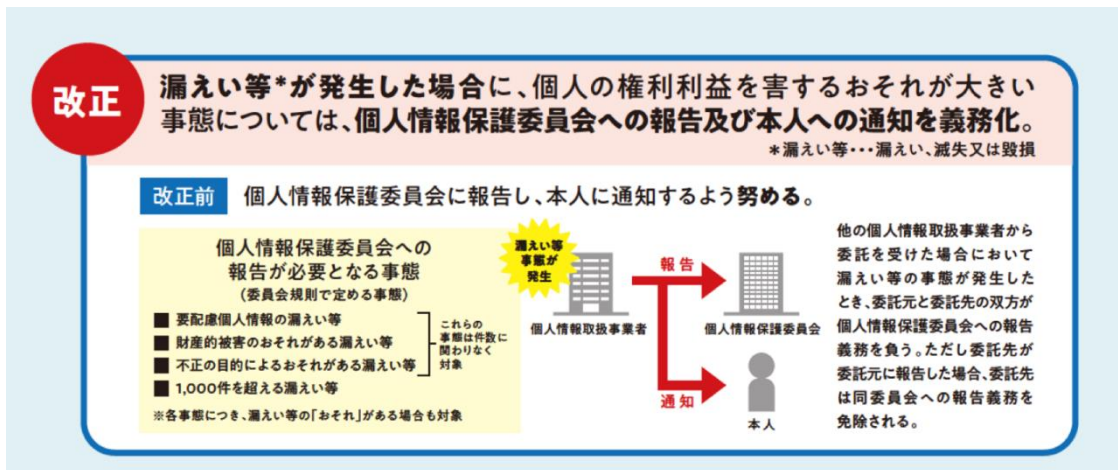 改正
漏えい等*が発生した場合に、個人の権利利益を害するおそれが大きい
事態については、個人情報保護委員会への報告及び本人への通知を義務化。
*漏えい等・・・漏えい、滅失又は毀損
改正前
個人情報保護委員会に報告し、本人に通知するよう努める。
個人情報保護委員会への
報告が必要となる事態
(委員会規則で定める事態)
■ 要配慮個人情報の漏えい等
■ 財産的被害のおそれがある漏えい等
■ 不正の目的によるおそれがある漏えい等
■ 1,000件を超える漏えい等
これらの
事態は件数に
関わりなく
対象
※各事態につき、漏えい等の「おそれ」がある場合も対象
漏えい等
事態が
発生
個人情報取扱事業者
報告
個人情報保護委員会
通知
本人
他の個人情報取扱事業者から
委託を受けた場合において
漏えい等の事態が発生した
とき、委託元と委託先の双方が
個人情報保護委員会への報告
義務を負う。ただし委託先が
委託元に報告した場合、委託先
は同委員会への報告義務を
免除される。